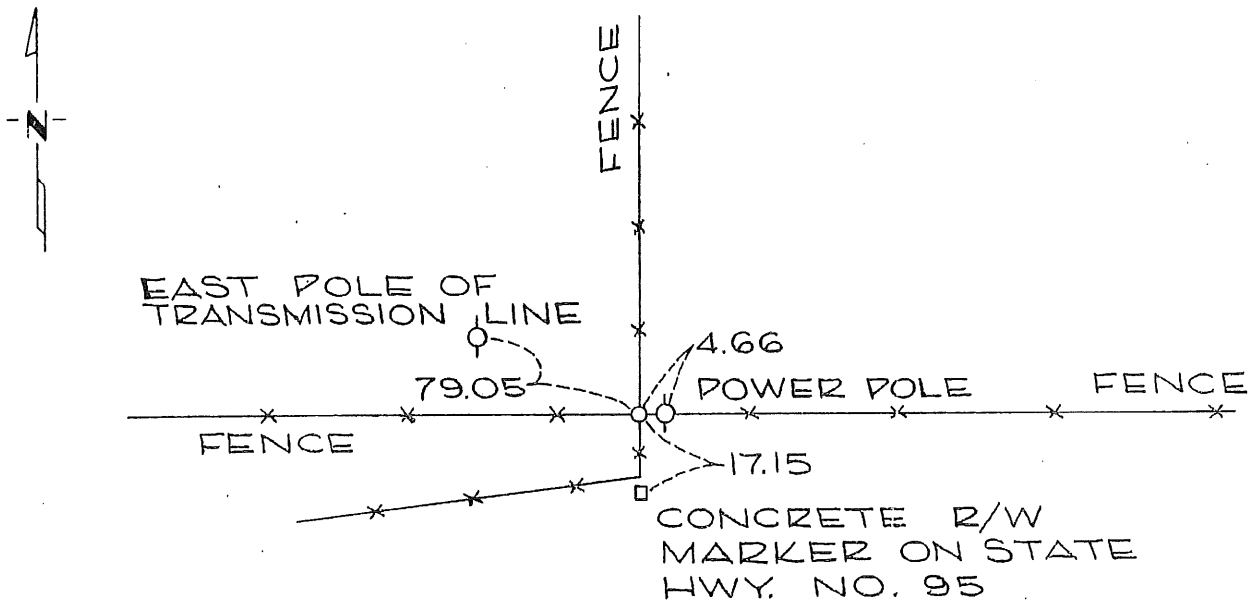 N
FENCE
EAST POLE OF
TRANSMISSION LINE
4.66
79.05
POWER POLE
FENCE
FENCE
17.15
CONCRETE R/W
MARKER ON STATE
HWY. NO. 95